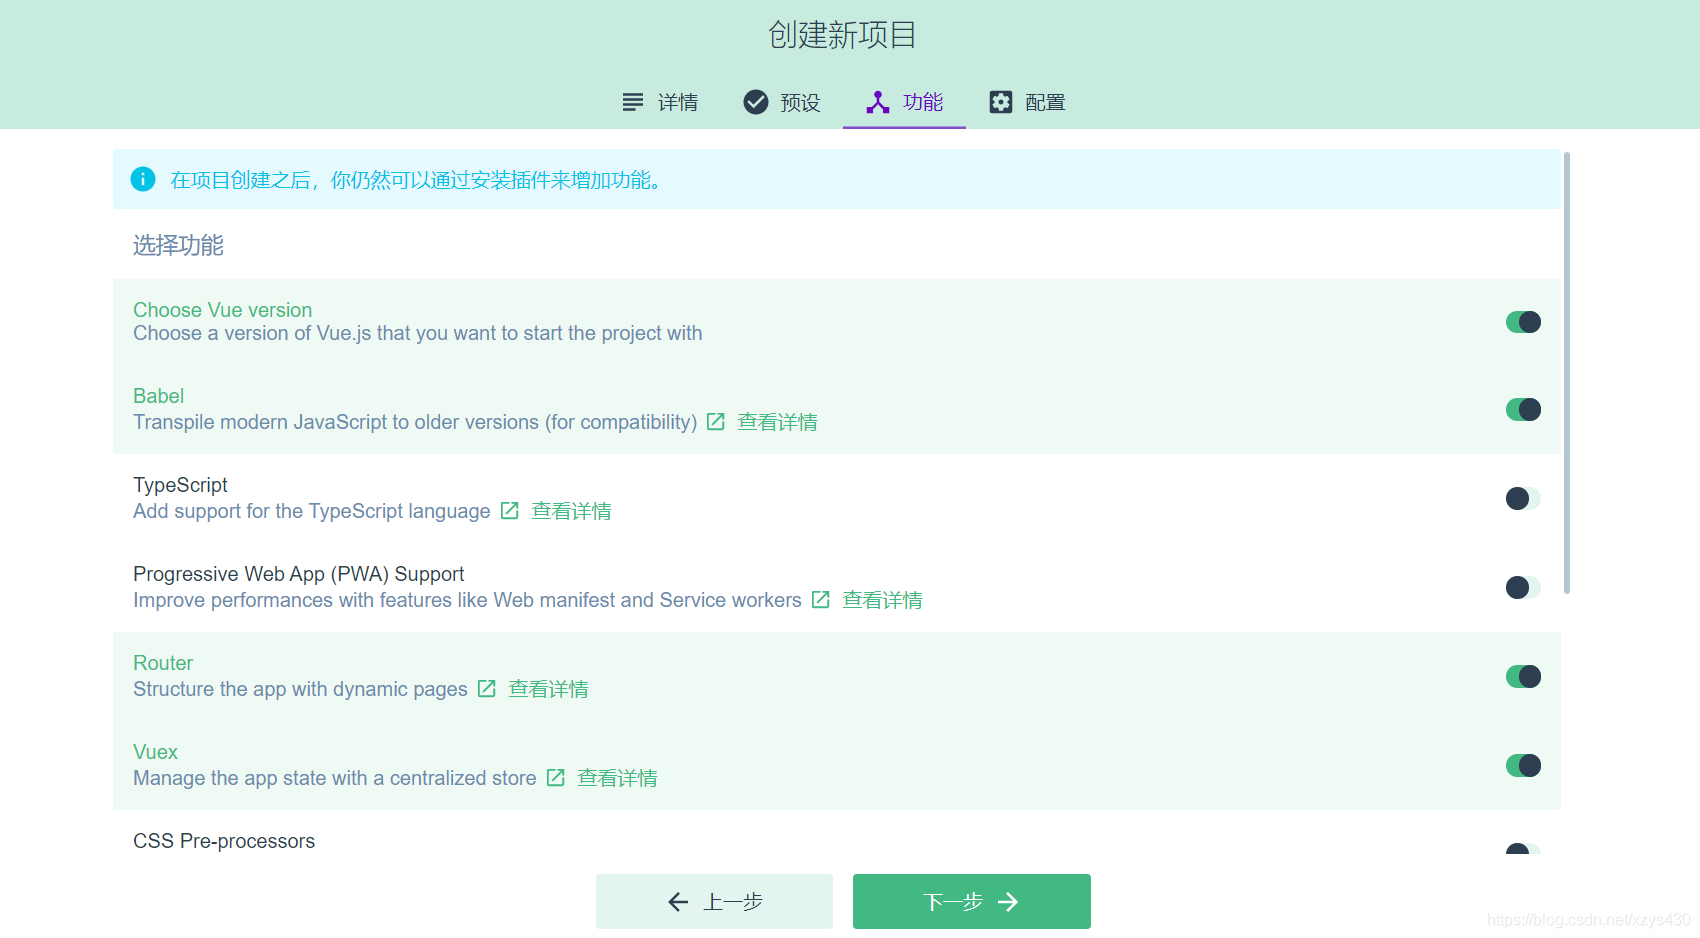 创建新项目
详情 预设 功能 配置
在项目创建之后，你仍然可以通过安装插件来增加功能。
选择功能
Choose Vue version
Choose a version of Vue.js that you want to start the project with
Babel
Transpile modern JavaScript to older versions (for compatibility) 查看详情
TypeScript
Add support for the TypeScript language 查看详情
Progressive Web App (PWA) Support
Improve performances with features like Web manifest and Service workers 查看详情
Router
Structure the app with dynamic pages 查看详情
Vuex
Manage the app state with a centralized store 查看详情
CSS Pre-processors
上一步 下一步
https://blog.csdn.net/xzys430